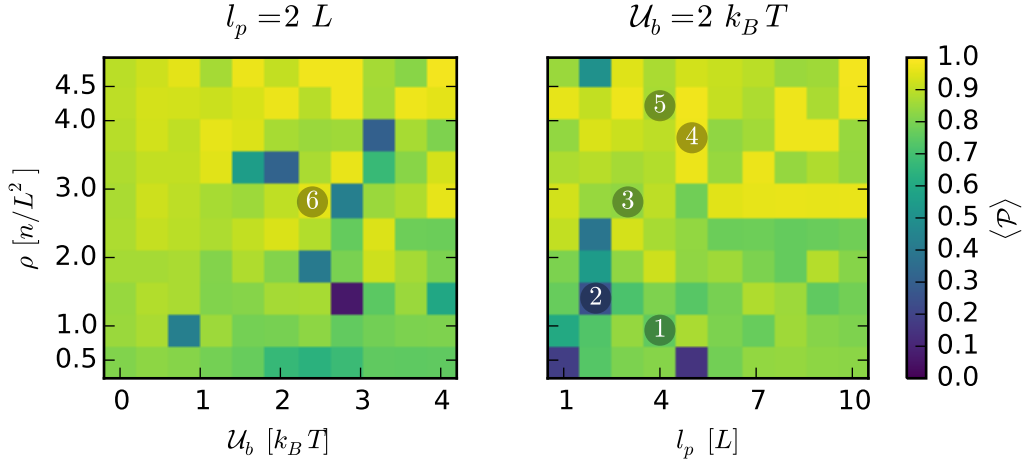 l_p = 2 L
𝒰_b = 2 k_B T
4.5
4.0
3.0
2.0
1.0
0.5
ρ [n/L²]
0 1 2 3 4
𝒰_b [k_B T]
6
5
4
3
2
1
1 4 7 10
l_p [L]
1.0
0.9
0.8
0.7
0.6
0.5
0.4
0.3
0.2
0.1
0.0
⟨𝒫⟩